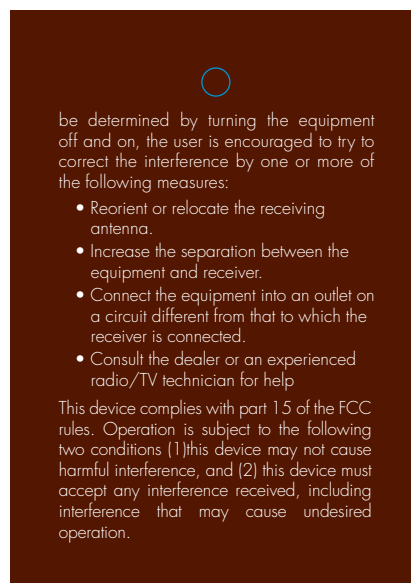 be determined by turning the equipment
off and on, the user is encouraged to try to
correct the interference by one or more of
the following measures:
• Reorient or relocate the receiving
antenna.
• Increase the separation between the
equipment and receiver.
• Connect the equipment into an outlet on
a circuit different from that to which the
receiver is connected.
• Consult the dealer or an experienced
radio/TV technician for help
This device complies with part 15 of the FCC
rules. Operation is subject to the following
two conditions (1)this device may not cause
harmful interference, and (2) this device must
accept any interference received, including
interference that may cause undesired
operation.